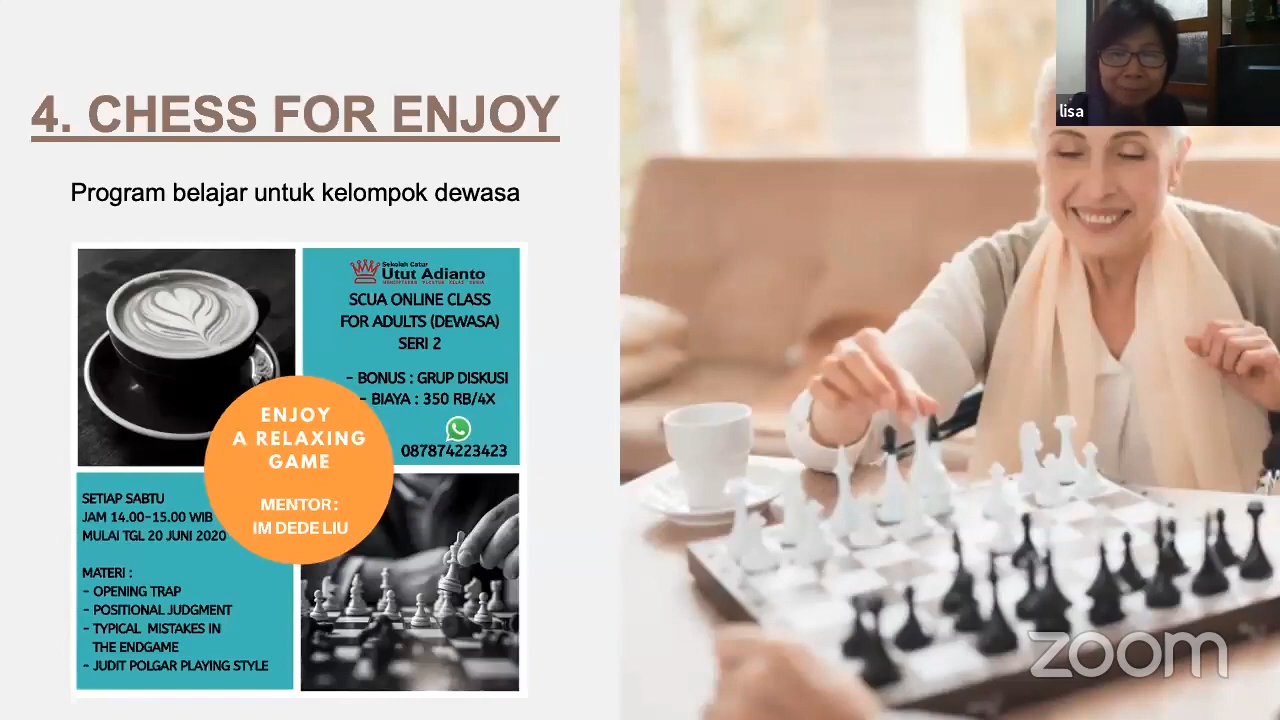 4. CHESS FOR ENJOY
Program belajar untuk kelompok dewasa
Sekolah Catur
Utut Adianto
SCUA ONLINE CLASS
FOR ADULTS (DEWASA)
SERI 2
- BONUS : GRUP DISKUSI
- BIAYA : 350 RB/4X
087874223423
ENJOY
A RELAXING
GAME
MENTOR :
IM DEDE LIU
SETIAP SABTU
JAM 14.00-15.00 WIB
MULAI TGL 20 JUNI 2020
MATERI :
- OPENING TRAP
- POSITIONAL JUDGMENT
- TYPICAL MISTAKES IN
THE ENDGAME
- JUDIT POLGAR PLAYING STYLE
lisa
zoom